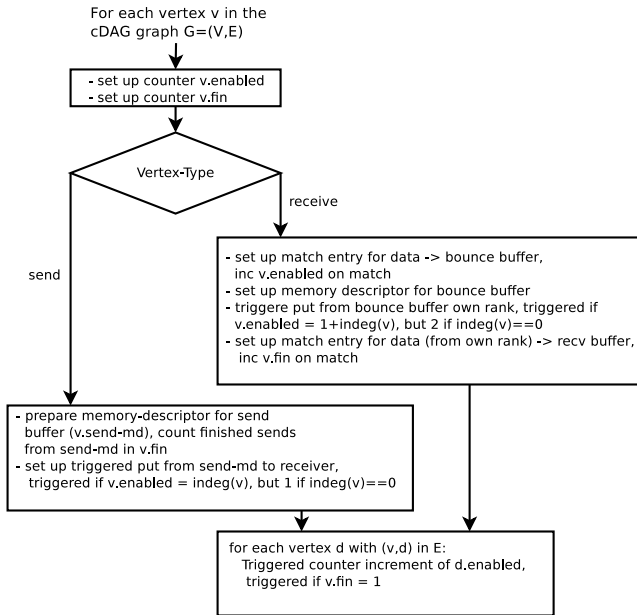 For each vertex v in the
cDAG graph G=(V,E)
- set up counter v.enabled
- set up counter v.fin
Vertex-Type
receive
send
- set up match entry for data -> bounce buffer,
inc v.enabled on match
- set up memory descriptor for bounce buffer
- triggere put from bounce buffer own rank, triggered if
v.enabled = 1+indeg(v), but 2 if indeg(v)==0
- set up match entry for data (from own rank) -> recv buffer,
inc v.fin on match
- prepare memory-descriptor for send
buffer (v.send-md), count finished sends
from send-md in v.fin
- set up triggered put from send-md to receiver,
triggered if v.enabled = indeg(v), but 1 if indeg(v)==0
for each vertex d with (v,d) in E:
Triggered counter increment of d.enabled,
triggered if v.fin = 1